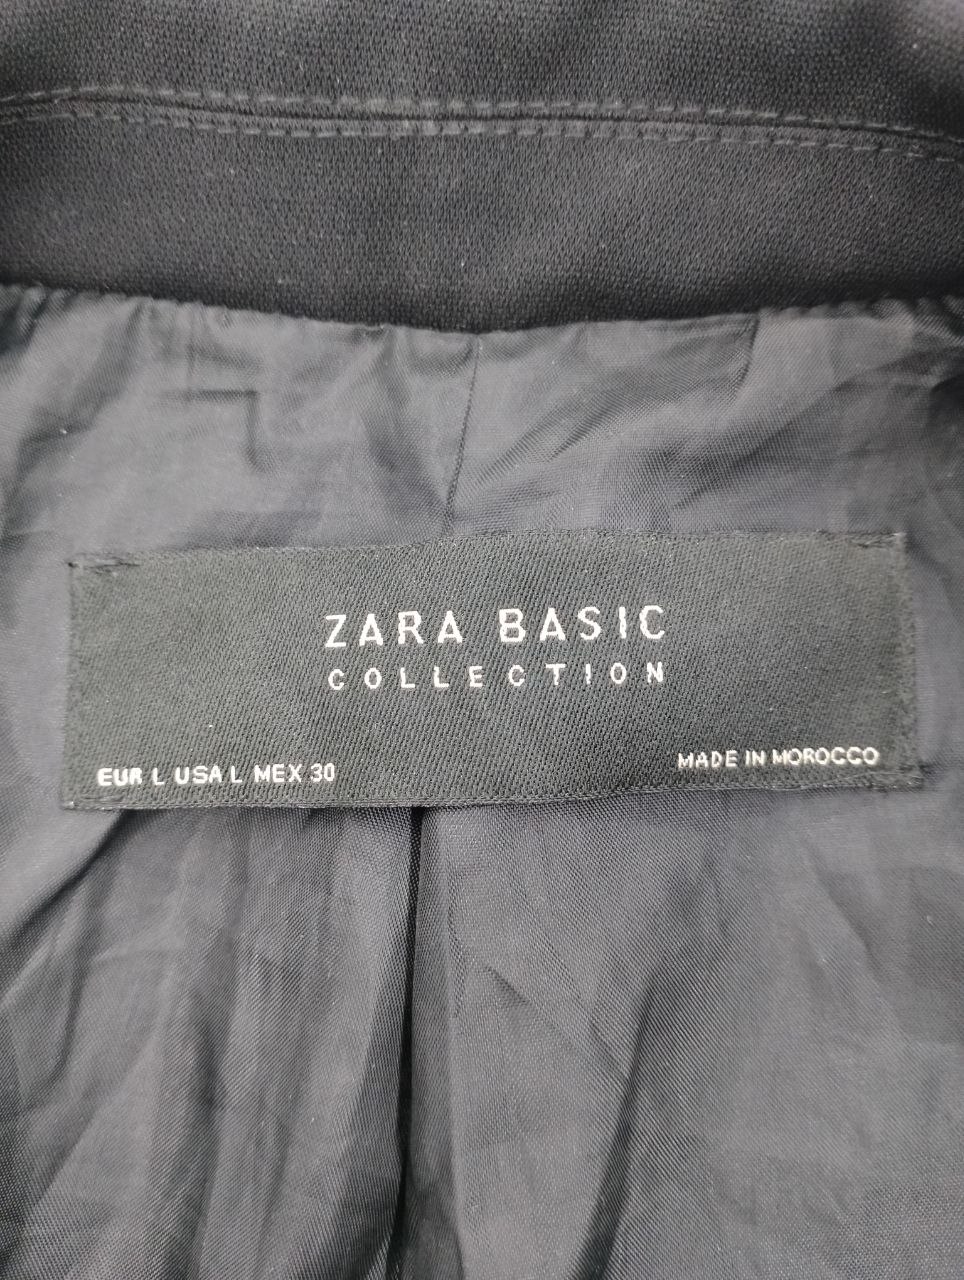 ZARA BASIC
COLLECTION
EUR L USA L MEX 30
MADE IN MOROCCO